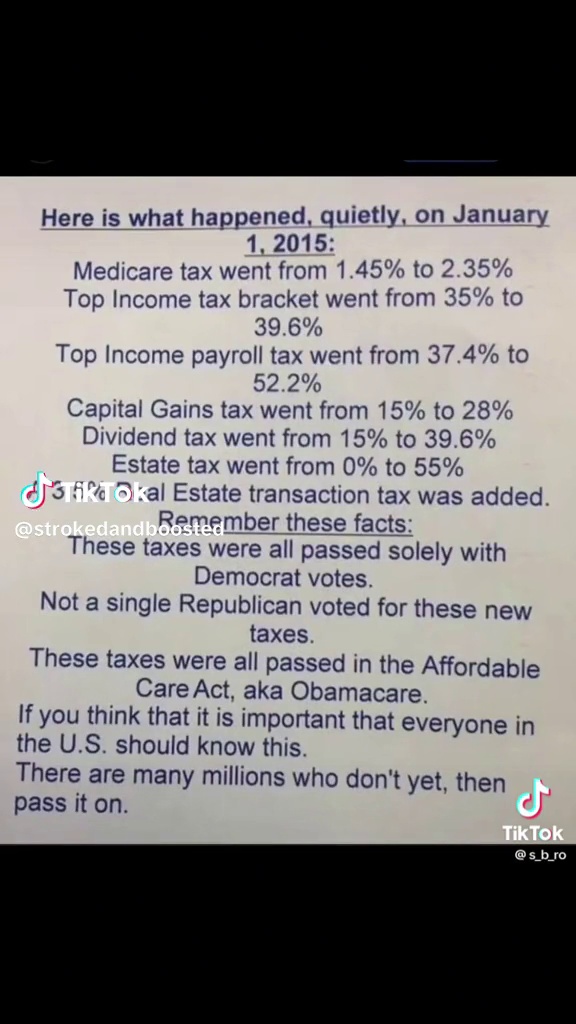 Here is what happened, quietly, on January
1, 2015:
Medicare tax went from 1.45% to 2.35%
Top Income tax bracket went from 35% to
39.6%
Top Income payroll tax went from 37.4% to
52.2%
Capital Gains tax went from 15% to 28%
Dividend tax went from 15% to 39.6%
Estate tax went from 0% to 55%
Estate transaction tax was added.
TikTok
@strokedandboosted
Remember these facts:
These taxes were all passed solely with
Democrat votes.
Not a single Republican voted for these new
taxes.
These taxes were all passed in the Affordable
Care Act, aka Obamacare.
If you think that it is important that everyone in
the U.S. should know this.
There are many millions who don't yet, then
pass it on.
TikTok
@s_b_ro